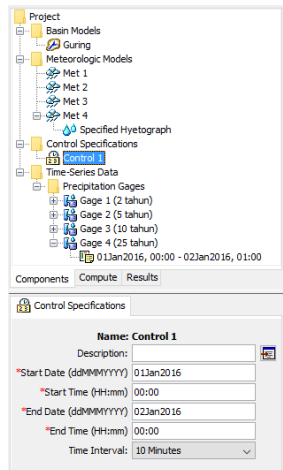 Project
Basin Models
Guring
Meteorologic Models
Met 1
Met 2
Met 3
Met 4
Specified Hyetograph
Control Specifications
Control 1
Time-Series Data
Precipitation Gages
Gage 1 (2 tahun)
Gage 2 (5 tahun)
Gage 3 (10 tahun)
Gage 4 (25 tahun)
01Jan2016, 00:00 - 02Jan2016, 01:00
Components Compute Results
Control Specifications
Name: Control 1
Description:
*Start Date (ddMMMYYYY) 01Jan2016
*Start Time (HH:mm) 00:00
*End Date (ddMMMYYYY) 02Jan2016
*End Time (HH:mm) 00:00
Time Interval: 10 Minutes